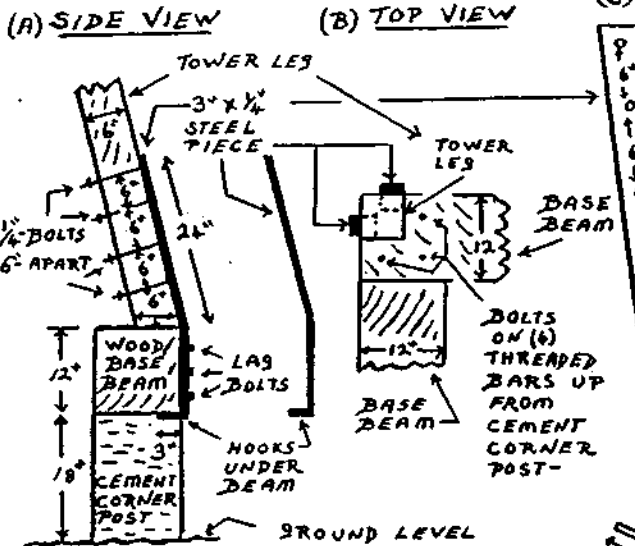 (A) SIDE VIEW
(B) TOP VIEW
(C)
TOWER LEG
3" X 1/4"
STEEL
PIECE
TOWER
LEG
16"
6"
6"
6"
6"
24"
1/4" BOLTS
6" APART
12
BASE
BEAM
12"
WOOD/
BASE
BEAM
LAG
BOLTS
12"
BASE
BEAM
BOLTS
ON (6)
THREADED
BARS UP
FROM
CEMENT
CORNER
POST-
18"
3"
HOOKS
UNDER
BEAM
CEMENT
CORNER
POST
GROUND LEVEL